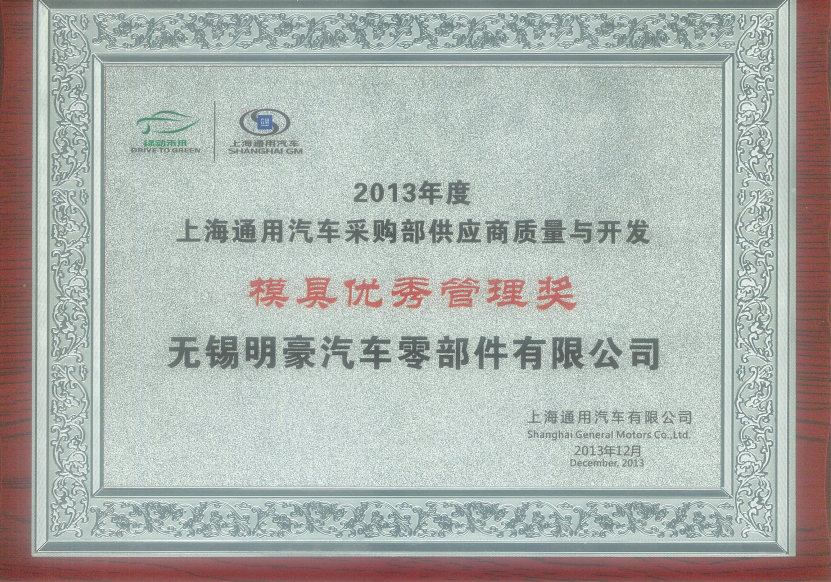 绿动未来
DRIVE TO GREEN
GM
上海通用汽车
SHANGHAI GM
2013年度
上海通用汽车采购部供应商质量与开发
模具优秀管理奖
无锡明豪汽车零部件有限公司
上海通用汽车有限公司
Shanghai General Motors Co.,Ltd.
2013年12月
December, 2013